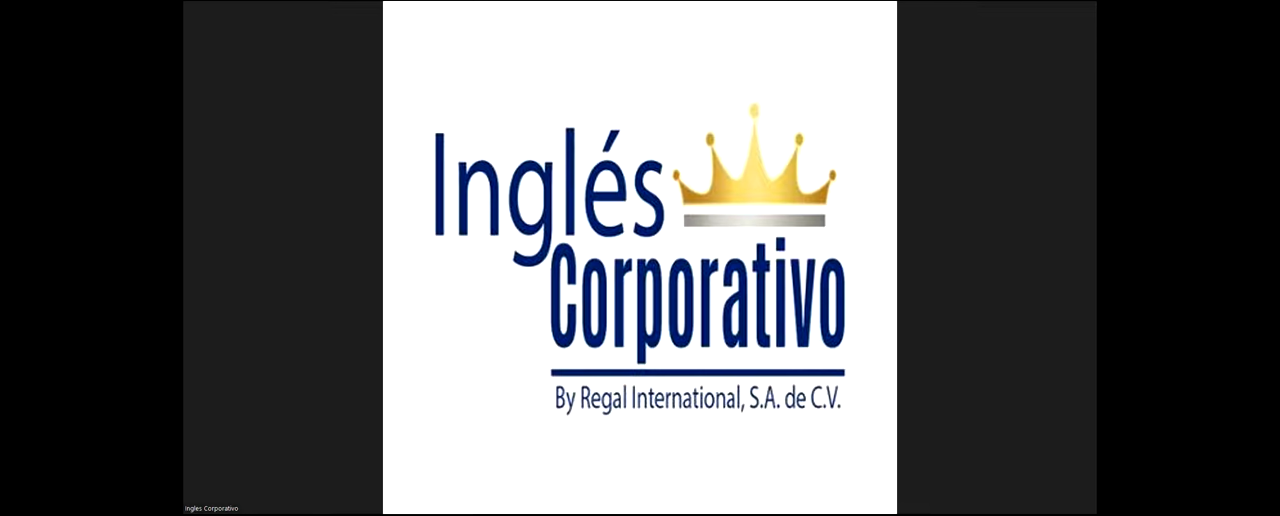 Inglés
Corporativo
By Regal International, S.A. de C.V.
Ingles Corporativo